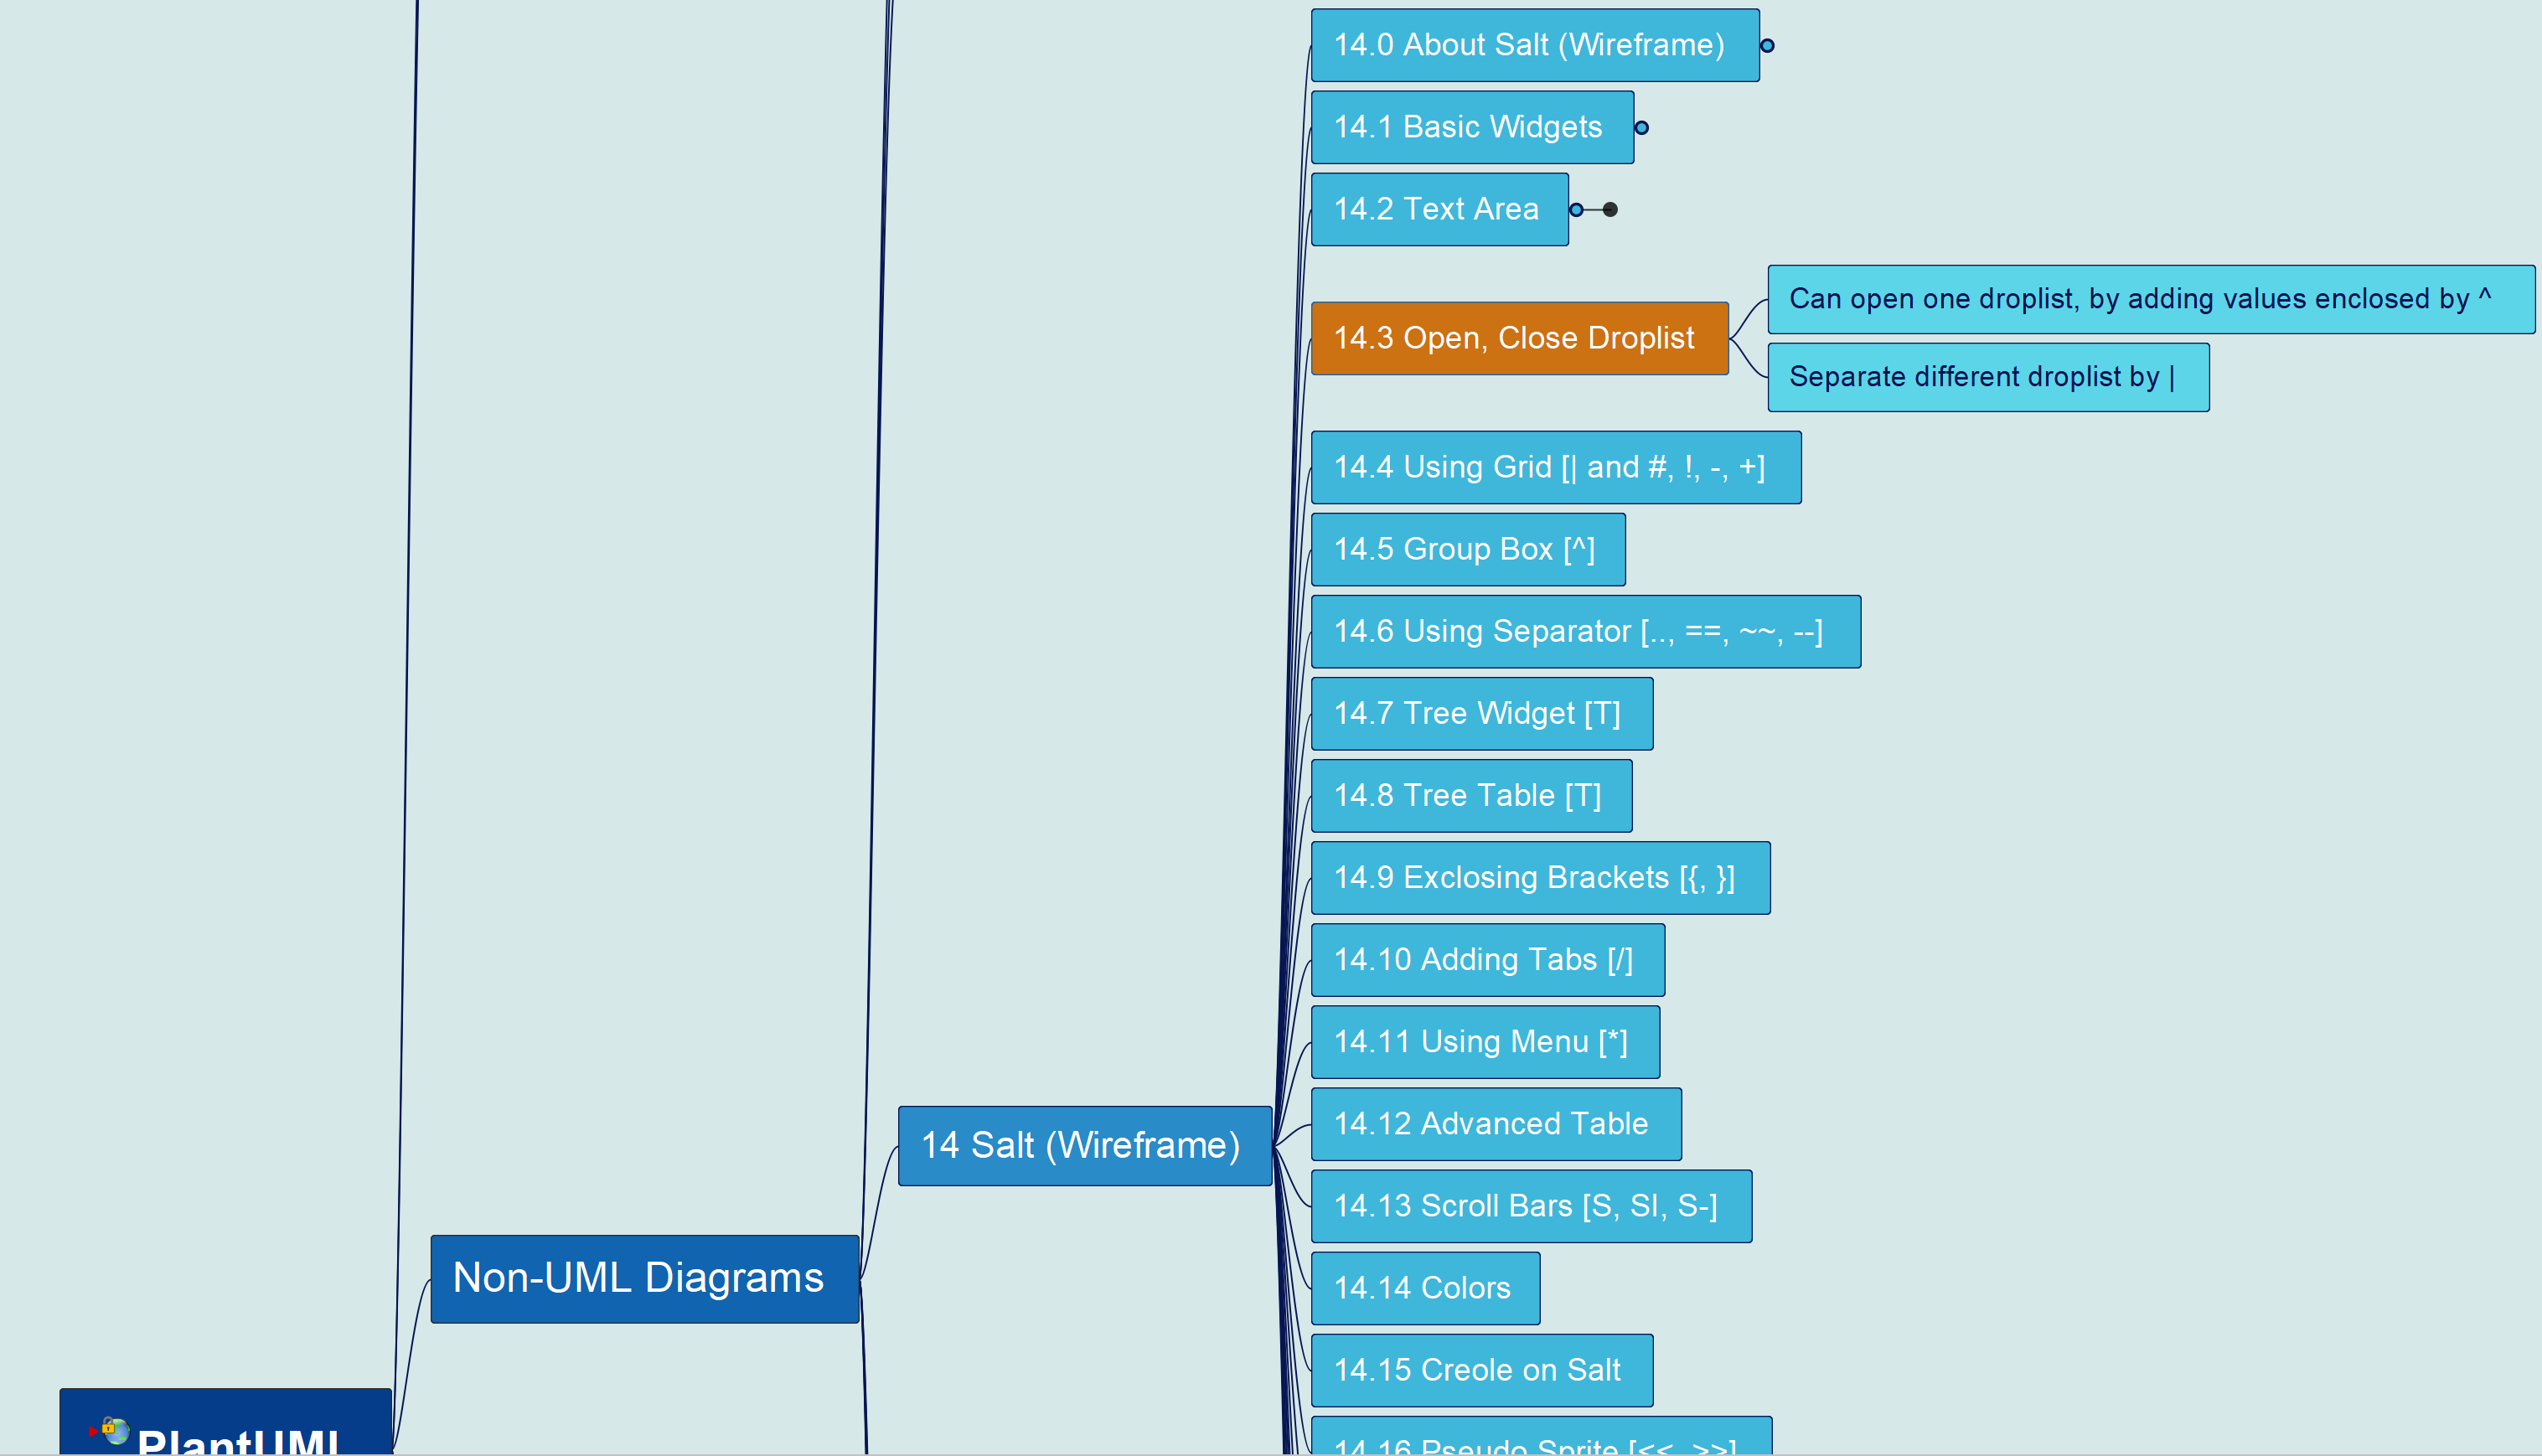 14.0 About Salt (Wireframe)
14.1 Basic Widgets
14.2 Text Area
14.3 Open, Close Droplist
Can open one droplist, by adding values enclosed by ^
Separate different droplist by |
14.4 Using Grid [| and #, !, -, +]
14.5 Group Box [^]
14.6 Using Separator [.., ==, ~~, --]
14.7 Tree Widget [T]
14.8 Tree Table [T]
14.9 Exclosing Brackets [{, }]
14.10 Adding Tabs [/]
14.11 Using Menu [*]
14.12 Advanced Table
14 Salt (Wireframe)
14.13 Scroll Bars [S, SI, S-]
Non-UML Diagrams
14.14 Colors
14.15 Creole on Salt
PlantUML
14.16 Pseudo Sprite [<<, >>]